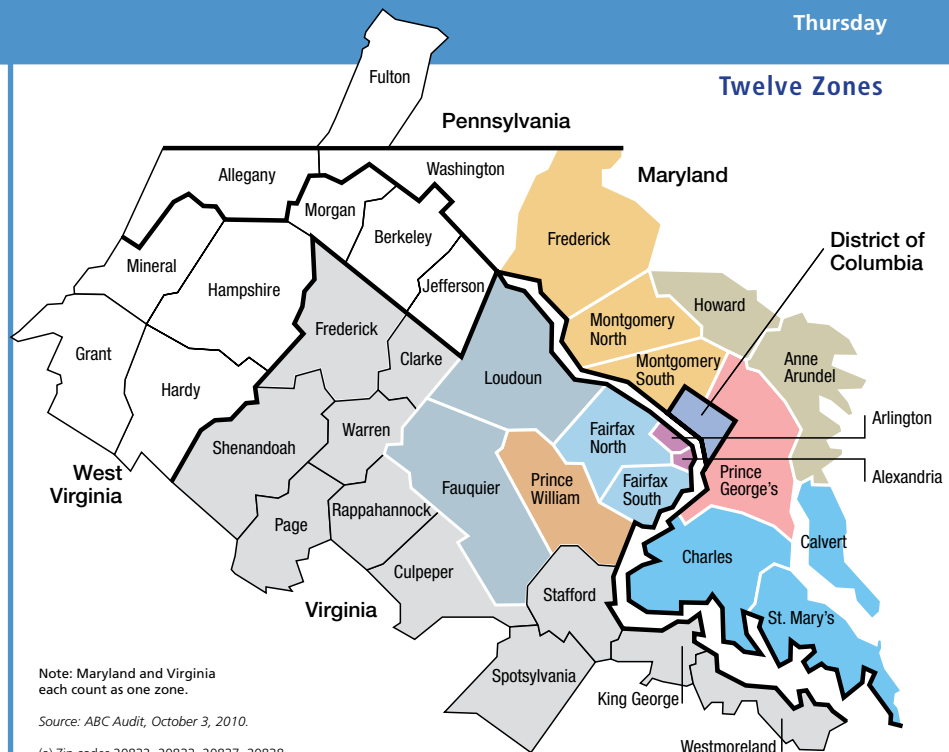 Thursday
Twelve Zones
Fulton
Pennsylvania
Allegany
Washington
Maryland
Morgan
Berkeley
Frederick
District of
Columbia
Mineral
Hampshire
Jefferson
Howard
Frederick
Montgomery
North
Grant
Clarke
Montgomery
South
Anne
Arundel
Hardy
Loudoun
Arlington
Warren
Fairfax
North
Shenandoah
West
Virginia
Alexandria
Prince
George's
Fauquier
Prince
William
Fairfax
South
Rappahannock
Page
Calvert
Charles
Culpeper
Virginia
Stafford
St. Mary's
Note: Maryland and Virginia
each count as one zone.
Spotsylvania
King George
Source: ABC Audit, October 3, 2010.
Westmoreland